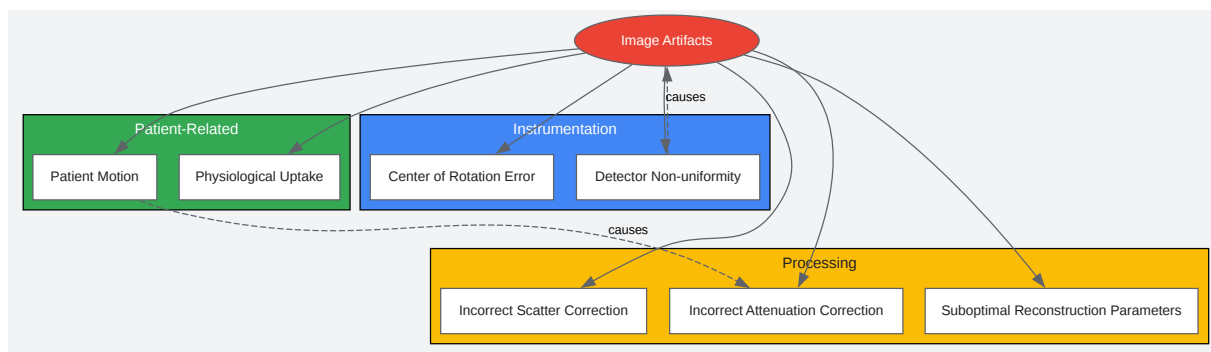 Image Artifacts
causes
Patient-Related
Instrumentation
Patient Motion
Physiological Uptake
Center of Rotation Error
Detector Non-uniformity
causes
Processing
Incorrect Scatter Correction
Incorrect Attenuation Correction
Suboptimal Reconstruction Parameters